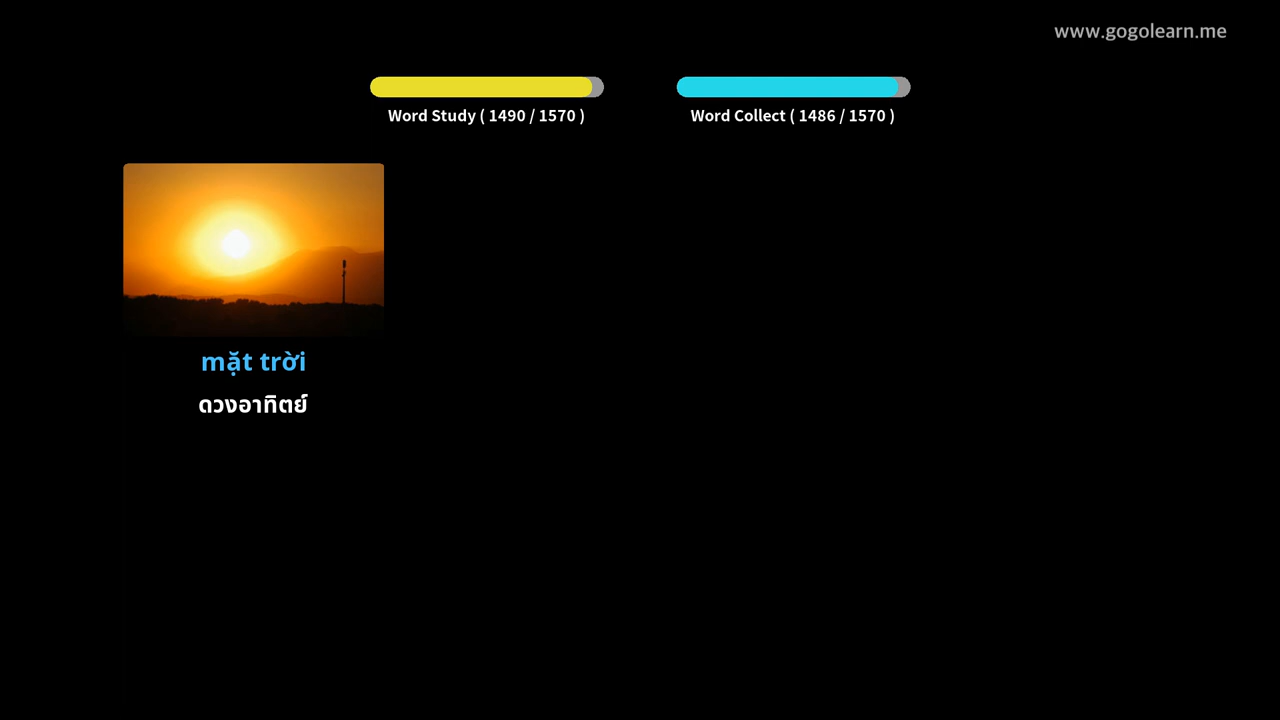 www.gogolearn.me
Word Study ( 1490 / 1570 )
Word Collect ( 1486 / 1570 )
mặt trời
ดวงอาทิตย์